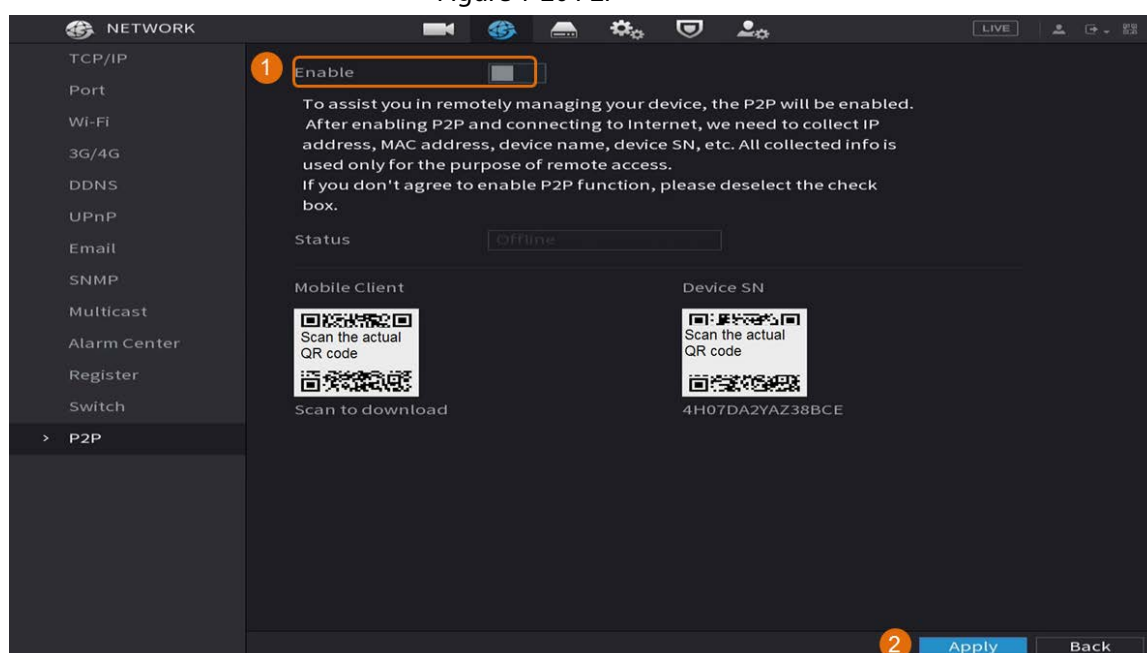 NETWORK
LIVE
TCP/IP
Port
Wi-Fi
3G/4G
DDNS
UPnP
Email
SNMP
Multicast
Alarm Center
Register
Switch
> P2P
1
Enable
To assist you in remotely managing your device, the P2P will be enabled.
After enabling P2P and connecting to Internet, we need to collect IP
address, MAC address, device name, device SN, etc. All collected info is
used only for the purpose of remote access.
If you don't agree to enable P2P function, please deselect the check
box.
Status
Offline
Mobile Client
Scan the actual
QR code
Scan to download
Device SN
Scan the actual
QR code
4H07DA2YAZ38BCE
2
Apply
Back